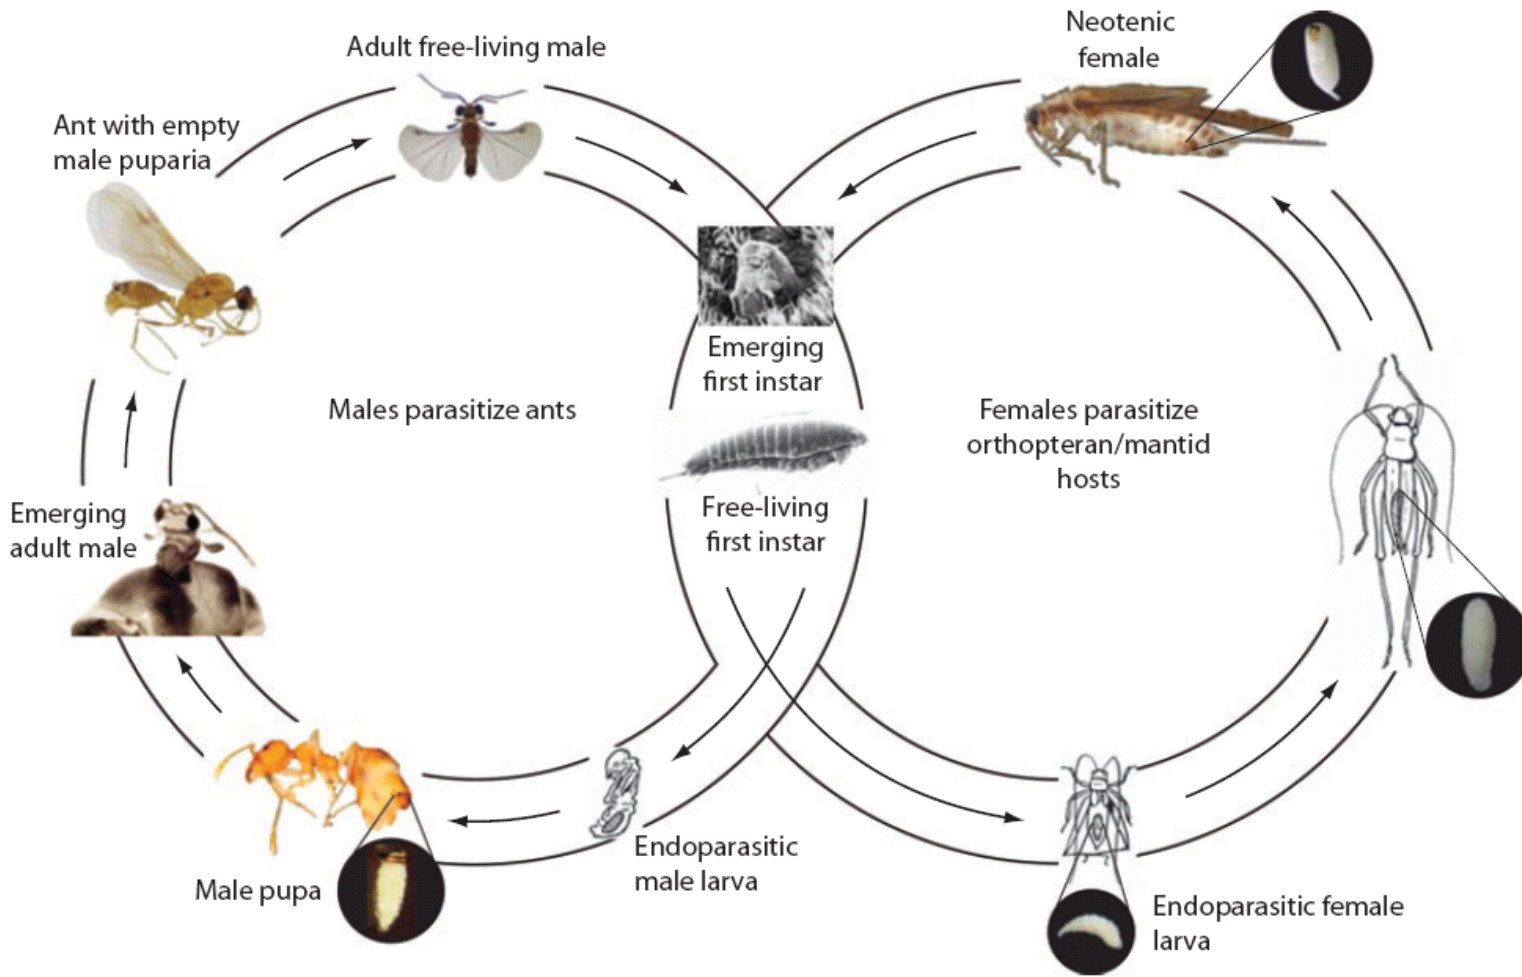 Adult free-living male
Neotenic
female
Ant with empty
male puparia
Emerging
first instar
Males parasitize ants
Females parasitize
orthopteran/mantid
hosts
Free-living
first instar
Emerging
adult male
Endoparasitic
male larva
Male pupa
Endoparasitic female
larva